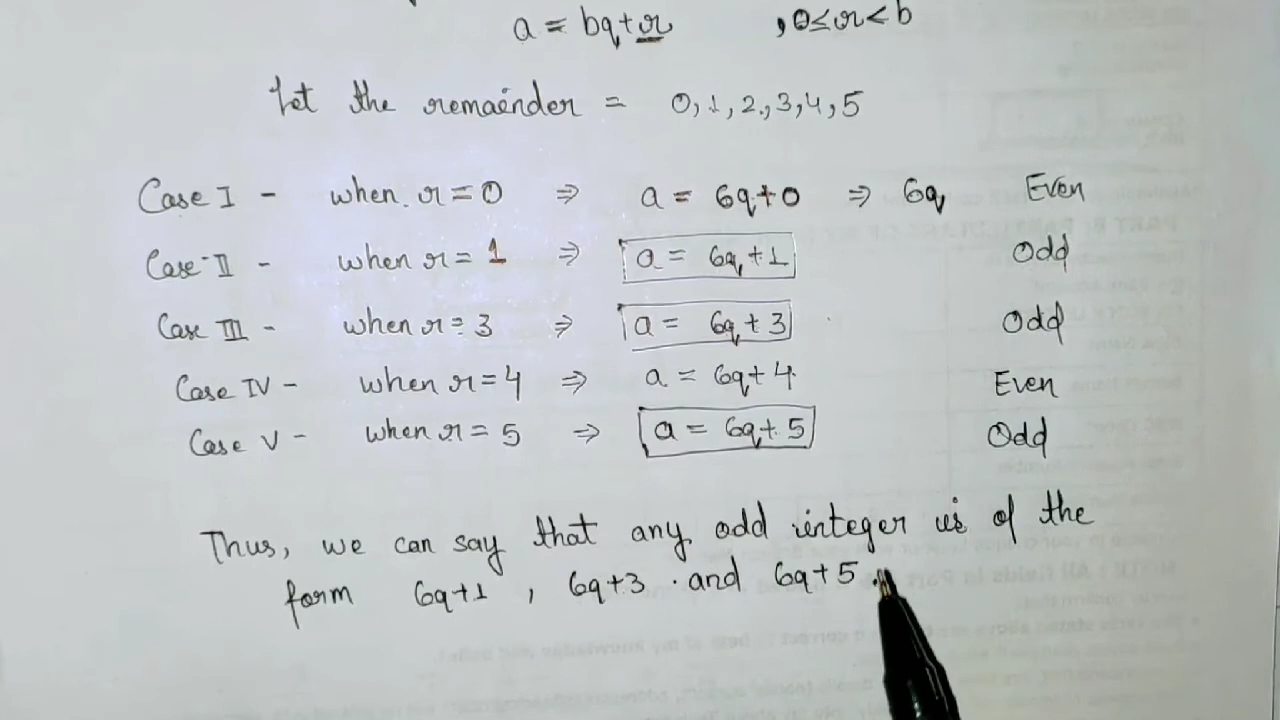 a = bq+r , 0≤r<b
Let the remainder = 0, 1, 2, 3, 4, 5
Case I - when r = 0 ⇒ a = 6q+0 ⇒ 6q Even
Case II - when r = 1 ⇒ a = 6q+1 Odd
Case III - when r = 3 ⇒ a = 6q+3 Odd
Case IV - when r = 4 ⇒ a = 6q+4 Even
Case V - when r = 5 ⇒ a = 6q+5 Odd
Thus, we can say that any odd integer is of the
form 6q+1 , 6q+3 . and 6q+5 .